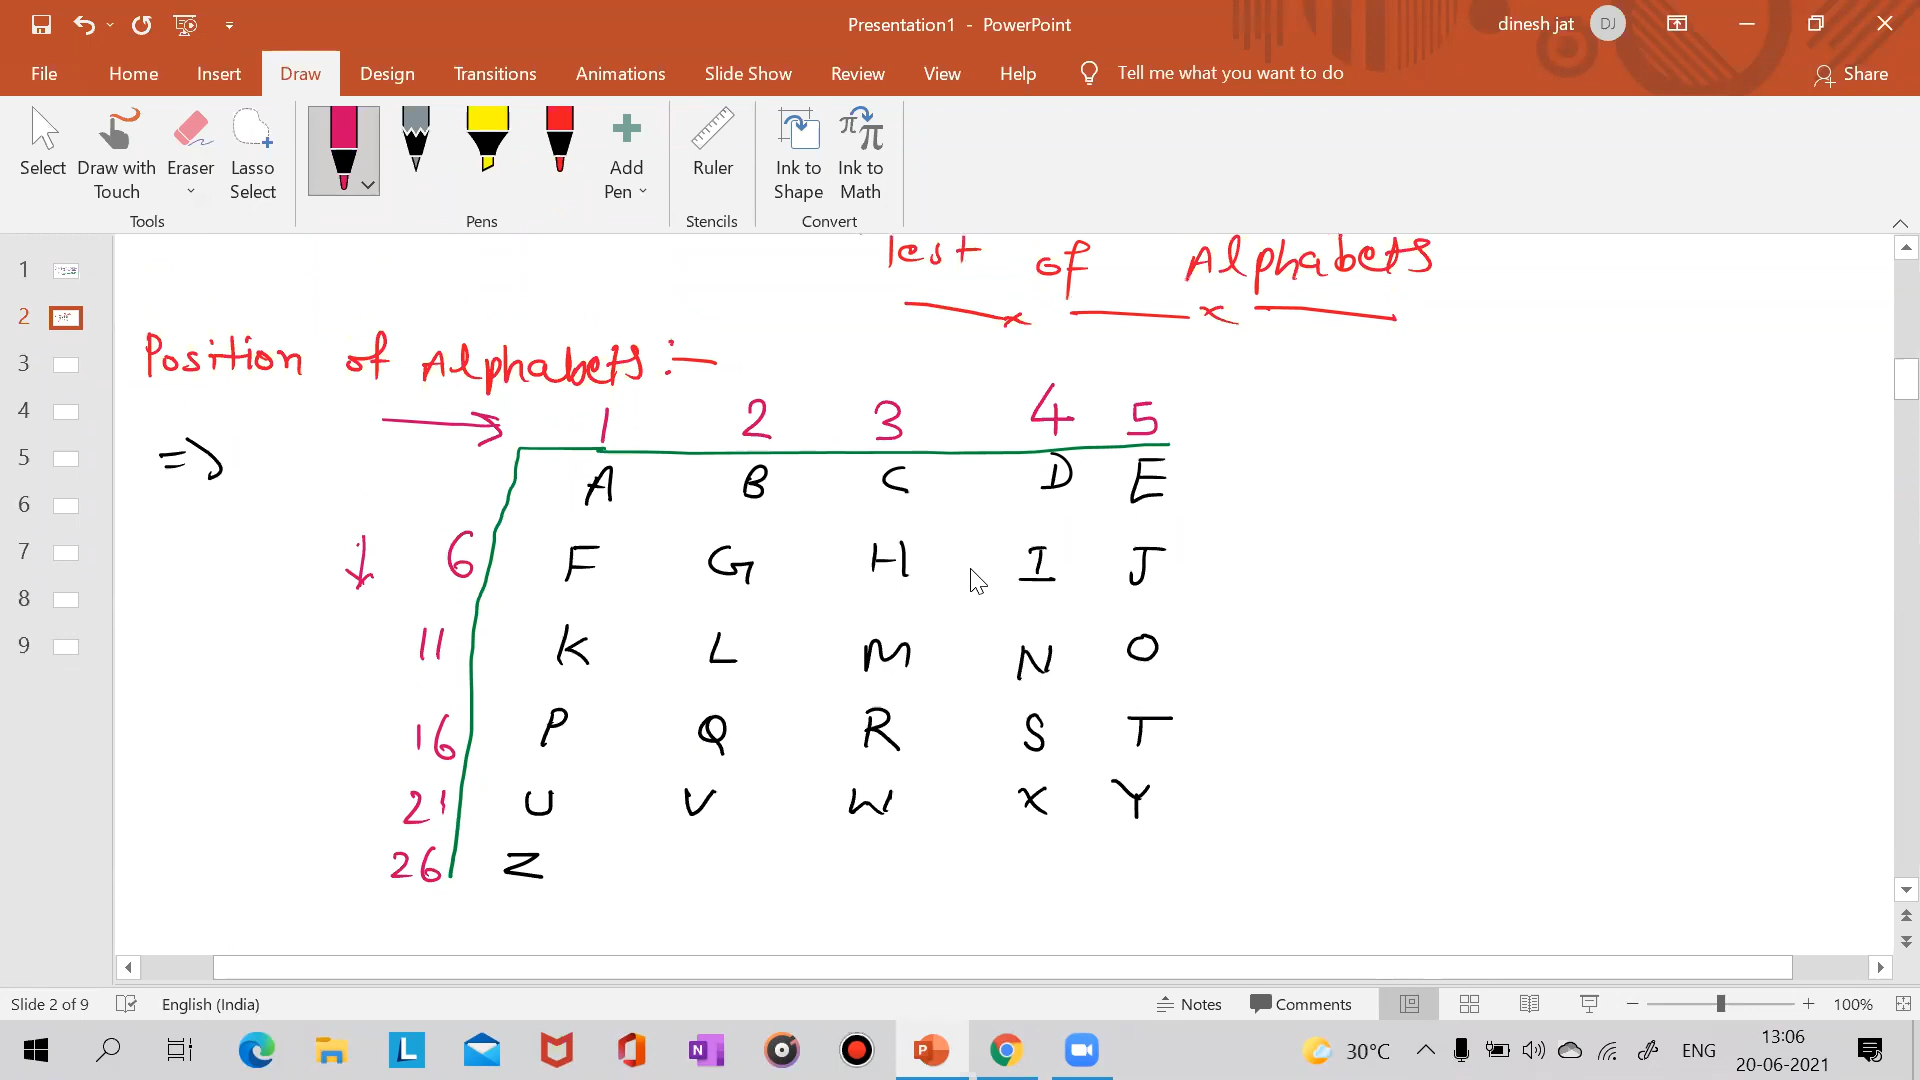 Presentation1 - PowerPoint
dinesh jat DJ
File Home Insert Draw Design Transitions Animations Slide Show Review View Help Tell me what you want to do Share
Select Draw with Touch Eraser Lasso Select Add Pen Ruler Ink to Shape Ink to Math
Tools Pens Stencils Convert
Test of Alphabets
Position of Alphabets :-
1 2 3 4 5
=> A B C D E
6 F G H I J
11 K L M N O
16 P Q R S T
21 U V W X Y
26 Z
1
2
3
4
5
6
7
8
9
Slide 2 of 9 English (India) Notes Comments 100%
30°C ENG 13:06
20-06-2021